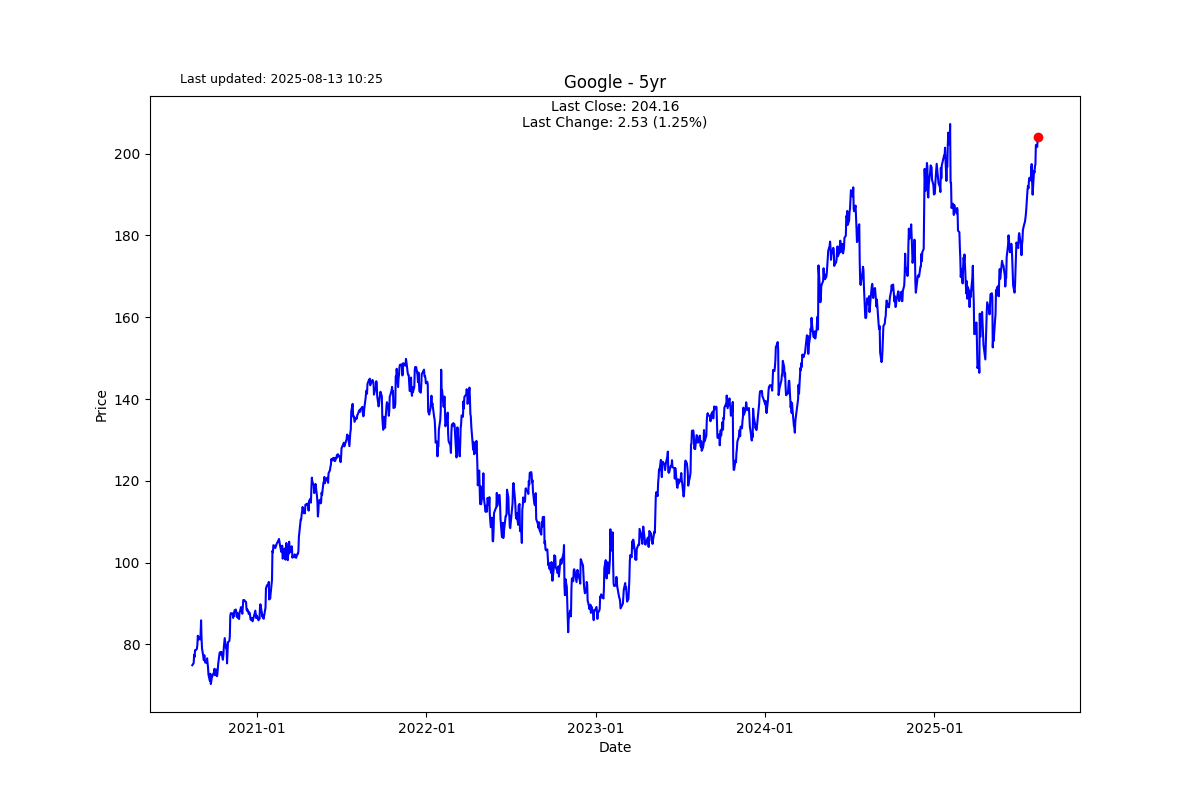 Last updated: 2025-08-13 10:25
Google - 5yr
Last Close: 204.16
Last Change: 2.53 (1.25%)
200
180
160
140
120
100
80
Price
2021-01
2022-01
2023-01
2024-01
2025-01
Date